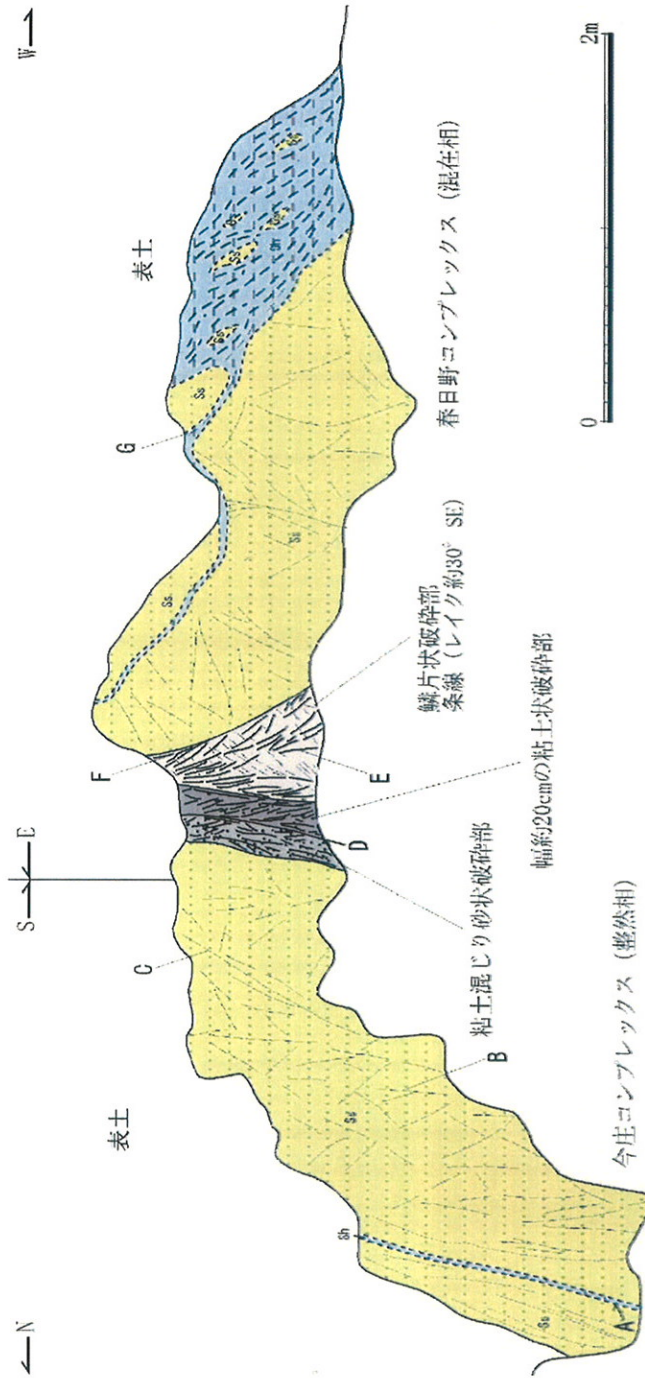 N
S
E
W
表土
表土
A
B
C
D
E
F
G
Sh
Ss
Ss
Ss
Ss
Ss
Ss
鱗片状破砕部
条線(レイク約30° SE)
幅約20cmの粘土状破砕部
粘土混じり砂状破砕部
今庄コンプレックス(整然相)
春日野コンプレックス(混在相)
0
2m